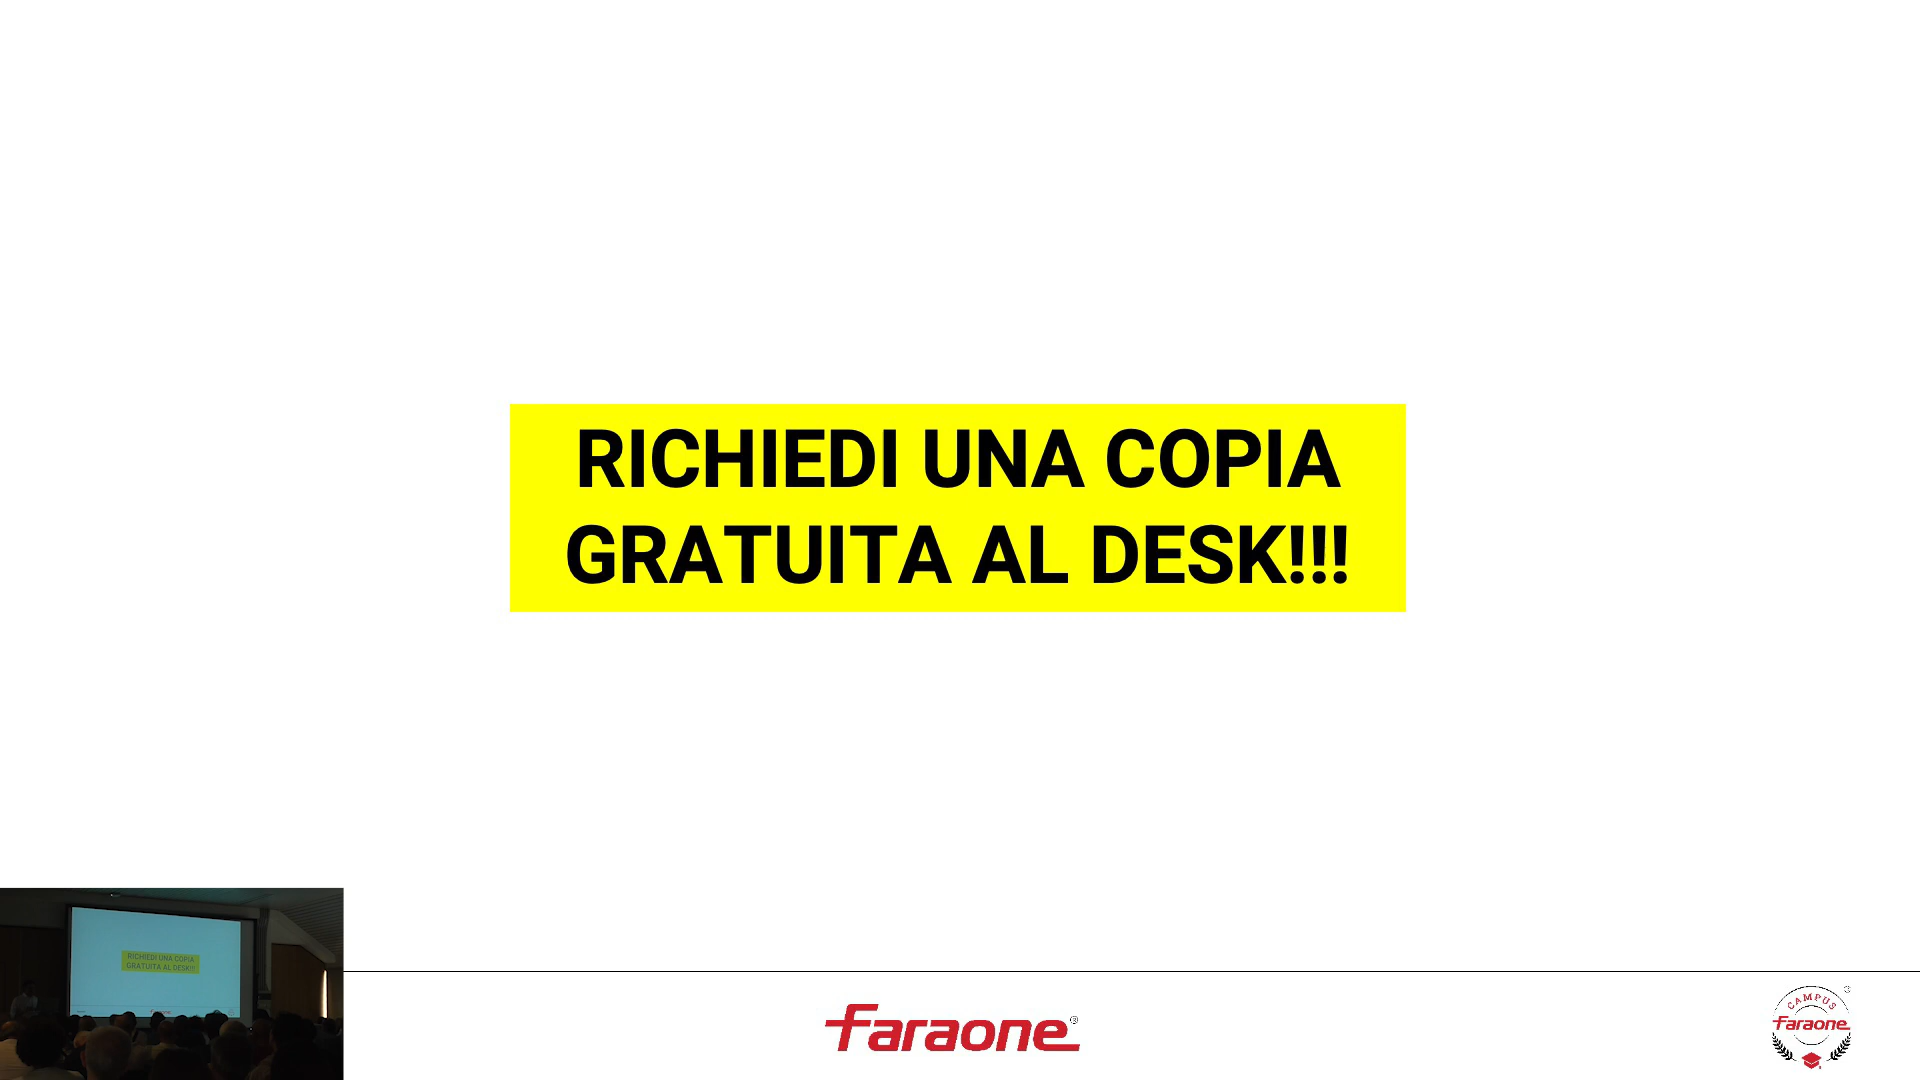 RICHIEDI UNA COPIA
GRATUITA AL DESK!!!
RICHIEDI UNA COPIA
GRATUITA AL DESK!!!
faraone®
CAMPUS
faraone